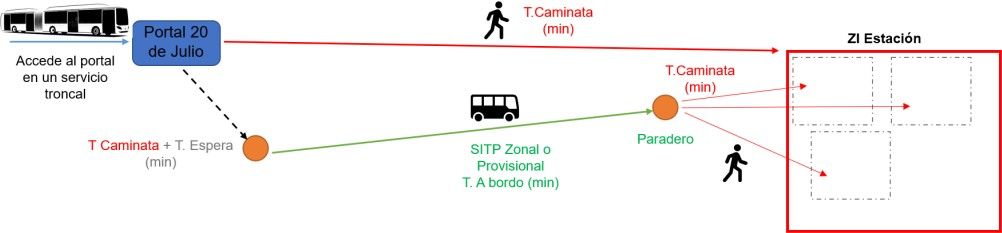 Portal 20
de Julio
Accede al portal
en un servicio
troncal
T.Caminata
(min)
ZI Estación
T.Caminata
(min)
T Caminata + T. Espera
(min)
SITP Zonal o
Provisional
T. A bordo (min)
Paradero